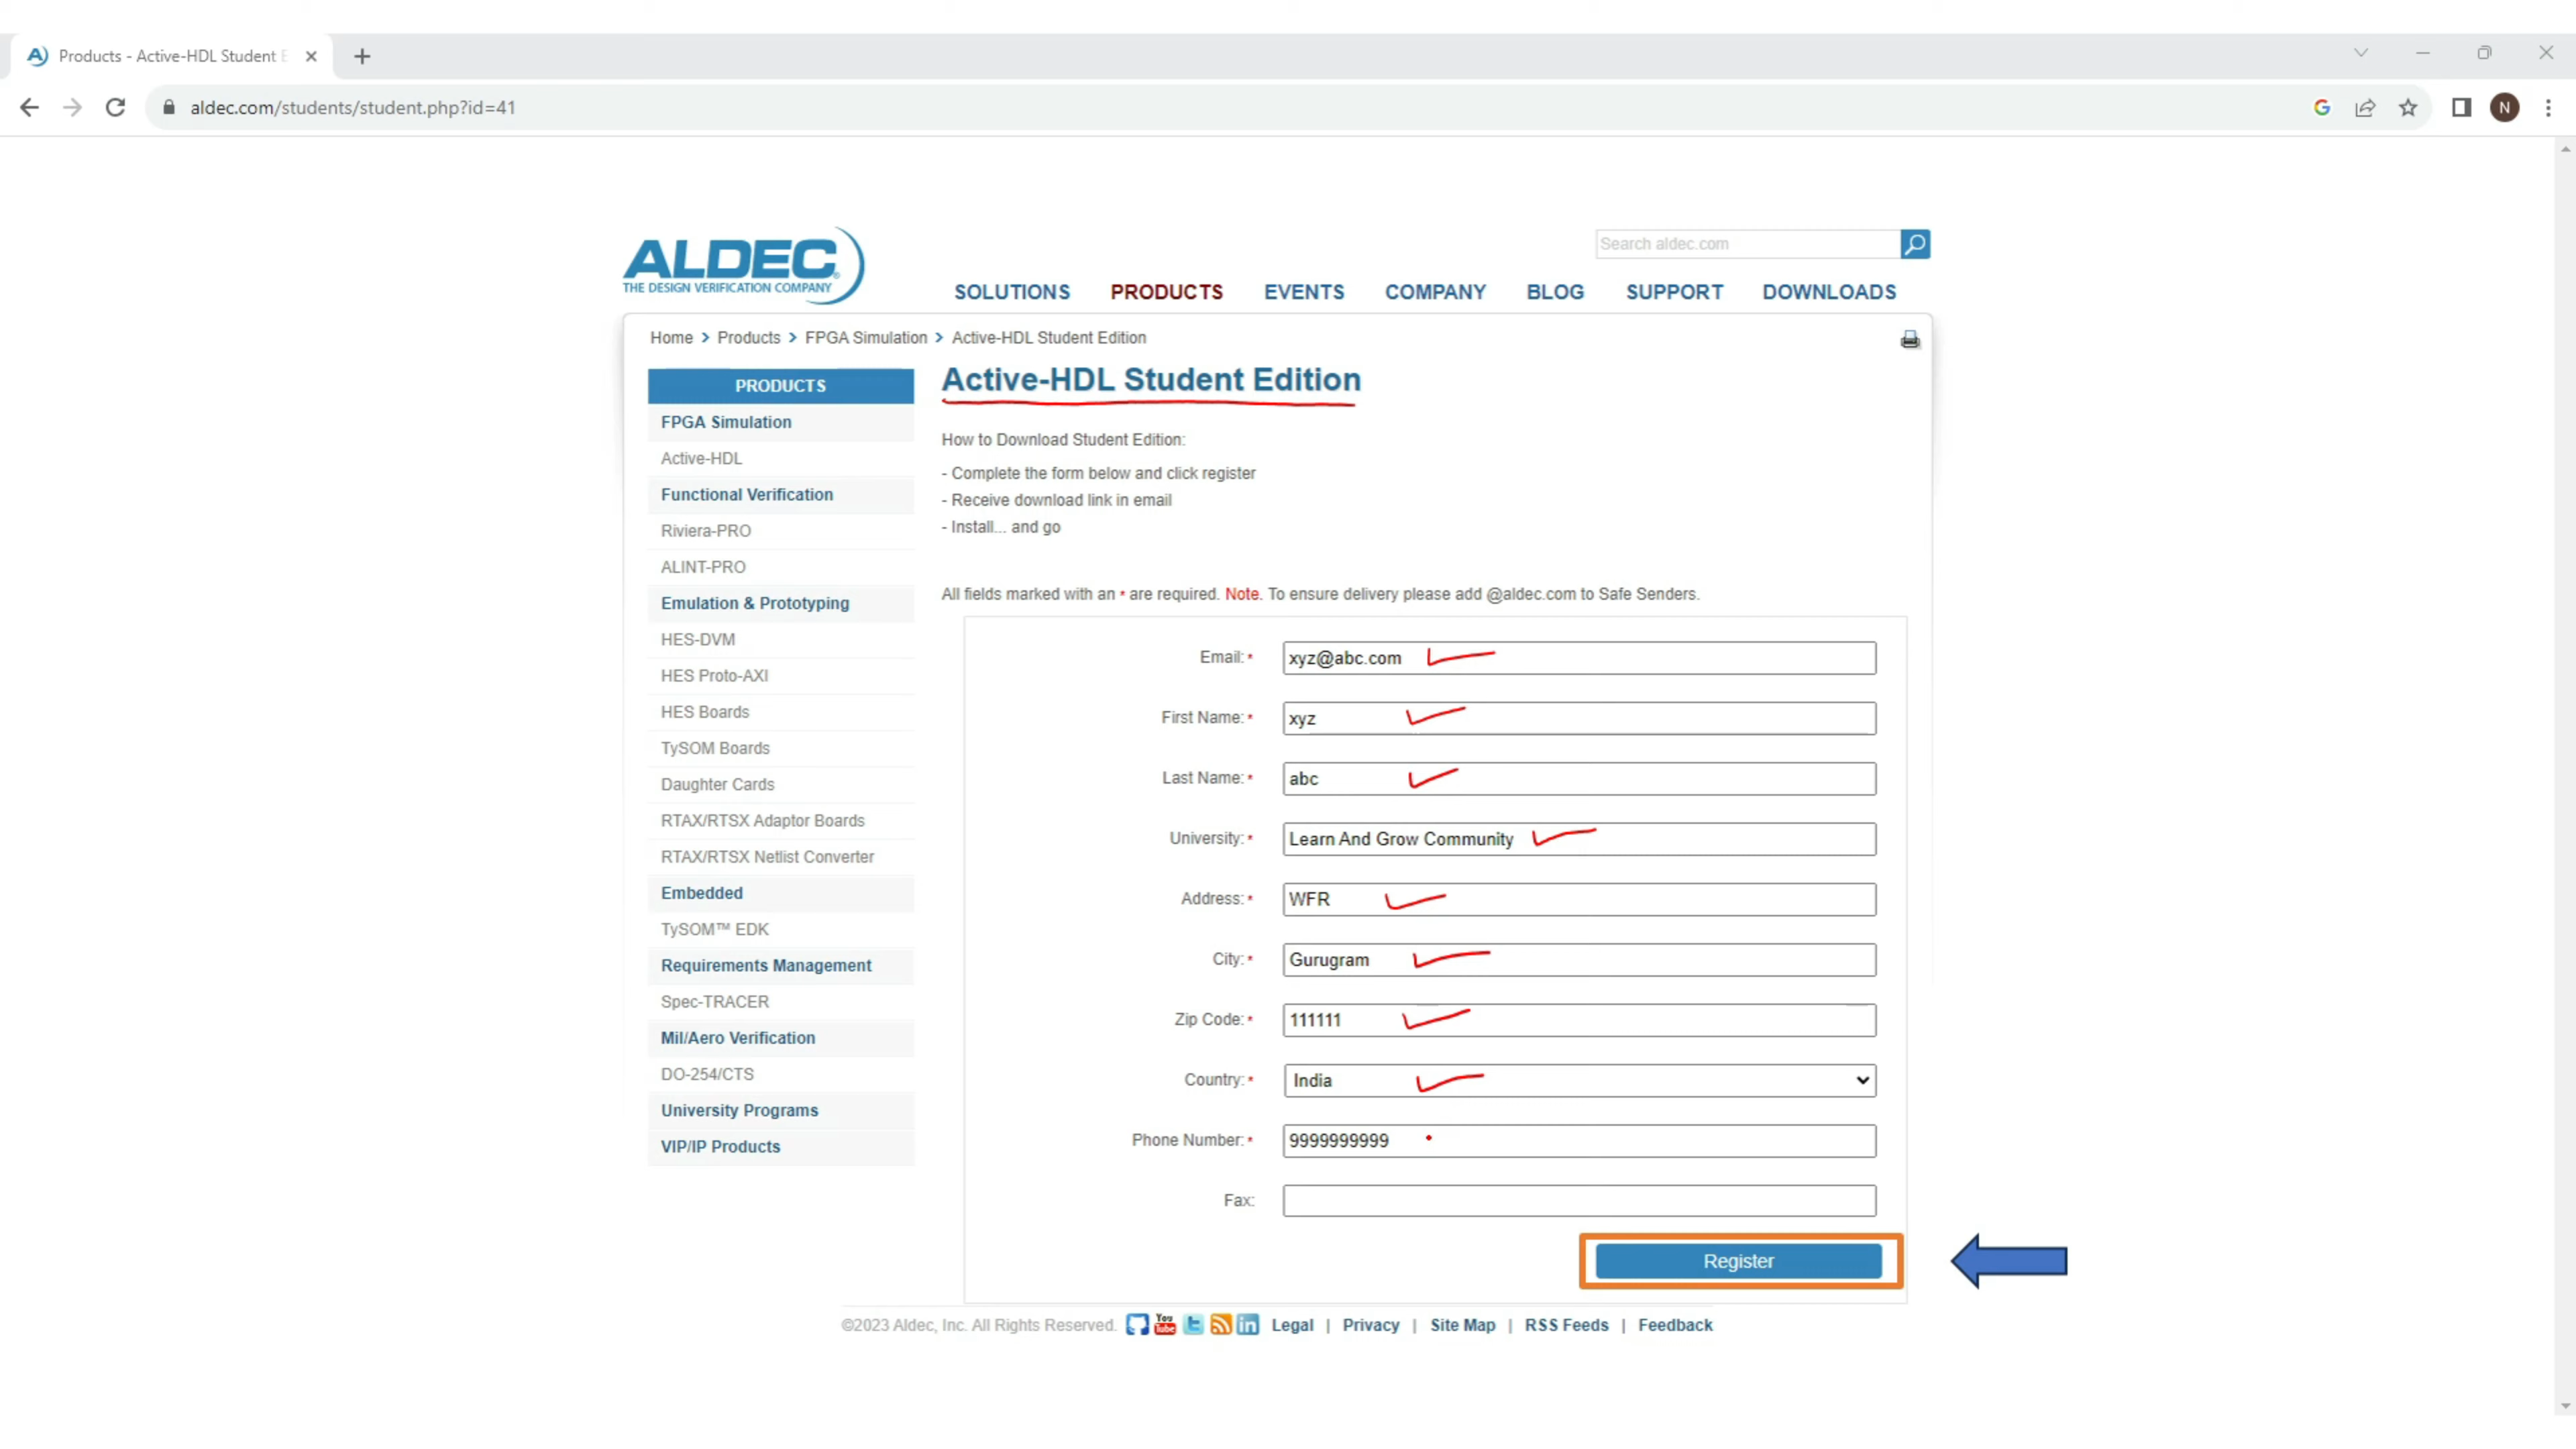 Products - Active-HDL Student E
aldec.com/students/student.php?id=41
N
ALDEC
THE DESIGN VERIFICATION COMPANY
Search aldec.com
SOLUTIONS PRODUCTS EVENTS COMPANY BLOG SUPPORT DOWNLOADS
Home > Products > FPGA Simulation > Active-HDL Student Edition
PRODUCTS
FPGA Simulation
Active-HDL
Functional Verification
Riviera-PRO
ALINT-PRO
Emulation & Prototyping
HES-DVM
HES Proto-AXI
HES Boards
TySOM Boards
Daughter Cards
RTAX/RTSX Adaptor Boards
RTAX/RTSX Netlist Converter
Embedded
TySOM™ EDK
Requirements Management
Spec-TRACER
Mil/Aero Verification
DO-254/CTS
University Programs
VIP/IP Products
Active-HDL Student Edition
How to Download Student Edition:
- Complete the form below and click register
- Receive download link in email
- Install... and go
All fields marked with an * are required. Note. To ensure delivery please add @aldec.com to Safe Senders.
Email:* xyz@abc.com
First Name:* xyz
Last Name:* abc
University:* Learn And Grow Community
Address:* WFR
City:* Gurugram
Zip Code:* 111111
Country:* India
Phone Number:* 9999999999
Fax:
Register
©2023 Aldec, Inc. All Rights Reserved. You Tube t in Legal | Privacy | Site Map | RSS Feeds | Feedback